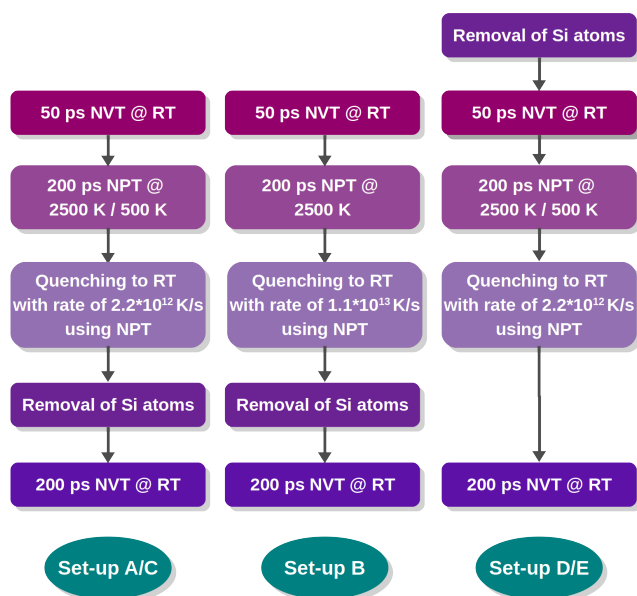 Removal of Si atoms
50 ps NVT @ RT
50 ps NVT @ RT
50 ps NVT @ RT
200 ps NPT @
2500 K / 500 K
200 ps NPT @
2500 K
200 ps NPT @
2500 K / 500 K
Quenching to RT
with rate of 2.2*10¹² K/s
using NPT
Quenching to RT
with rate of 1.1*10¹³ K/s
using NPT
Quenching to RT
with rate of 2.2*10¹² K/s
using NPT
Removal of Si atoms
Removal of Si atoms
200 ps NVT @ RT
200 ps NVT @ RT
200 ps NVT @ RT
Set-up A/C
Set-up B
Set-up D/E